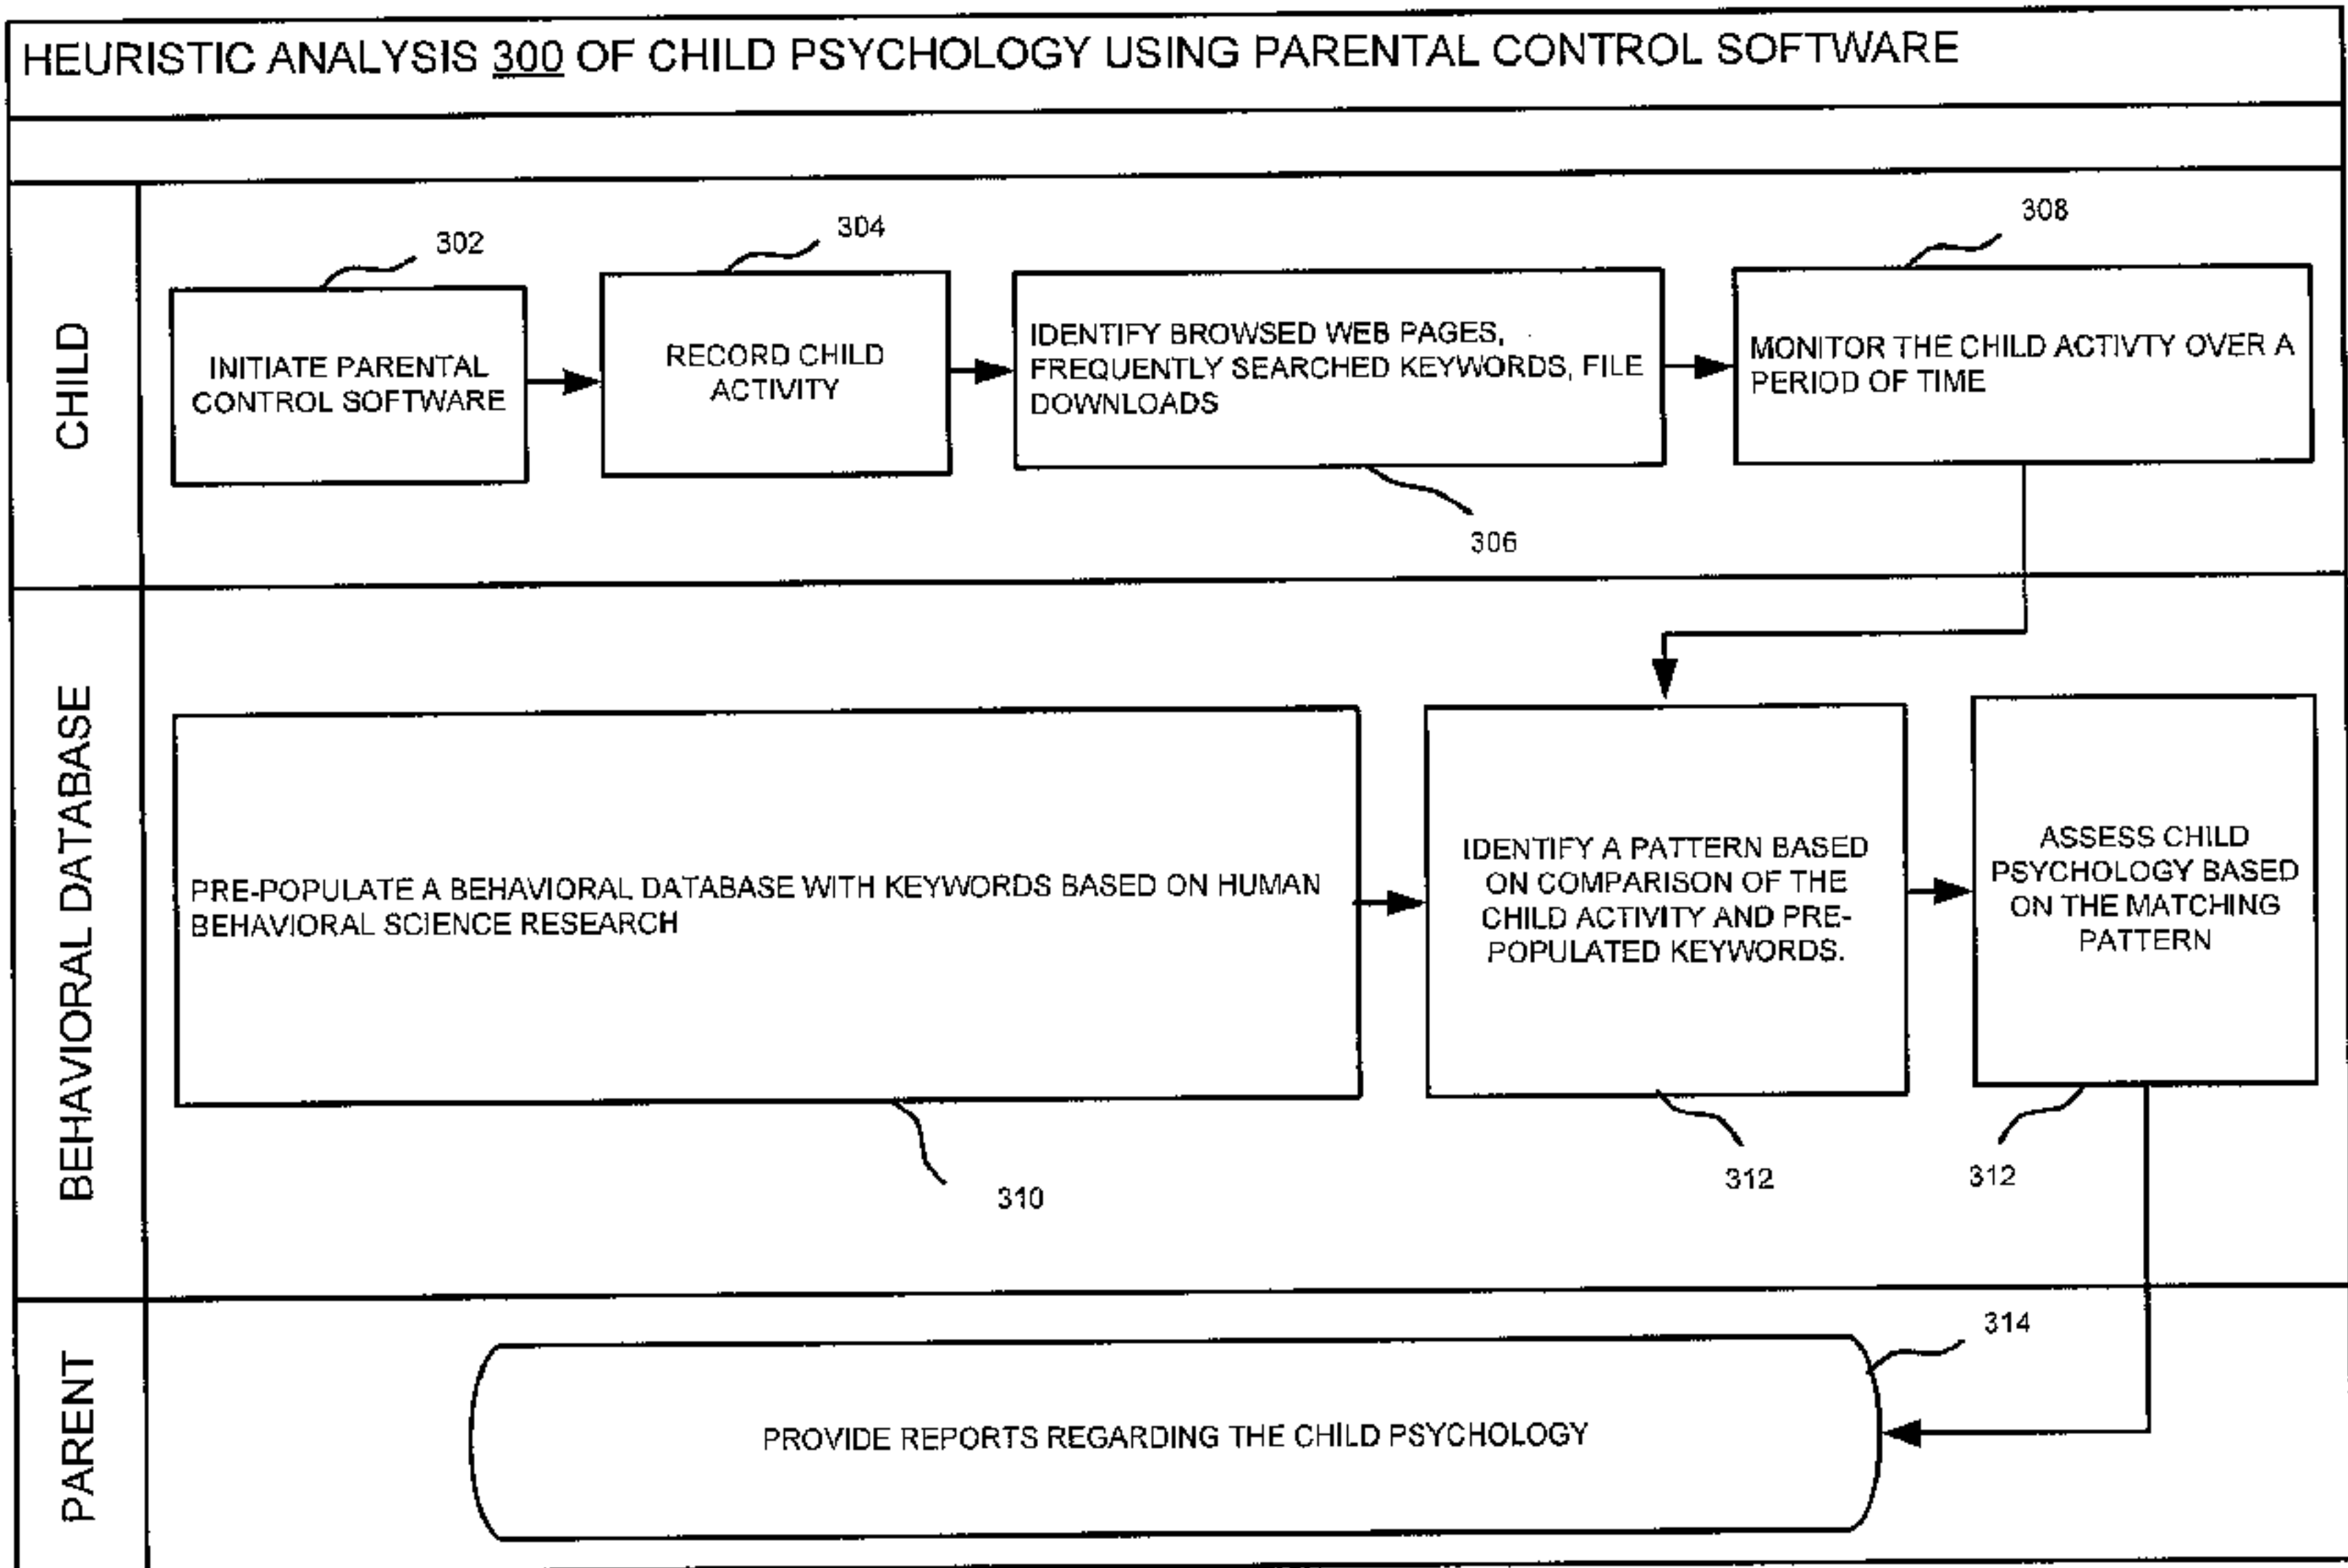 HEURISTIC ANALYSIS 300 OF CHILD PSYCHOLOGY USING PARENTAL CONTROL SOFTWARE
CHILD
302
INITIATE PARENTAL
CONTROL SOFTWARE
304
RECORD CHILD
ACTIVITY
IDENTIFY BROWSED WEB PAGES,
FREQUENTLY SEARCHED KEYWORDS, FILE
DOWNLOADS
306
308
MONITOR THE CHILD ACTIVTY OVER A
PERIOD OF TIME
BEHAVIORAL DATABASE
PRE-POPULATE A BEHAVIORAL DATABASE WITH KEYWORDS BASED ON HUMAN
BEHAVIORAL SCIENCE RESEARCH
310
IDENTIFY A PATTERN BASED
ON COMPARISON OF THE
CHILD ACTIVITY AND PRE-
POPULATED KEYWORDS.
312
ASSESS CHILD
PSYCHOLOGY BASED
ON THE MATCHING
PATTERN
312
PARENT
314
PROVIDE REPORTS REGARDING THE CHILD PSYCHOLOGY